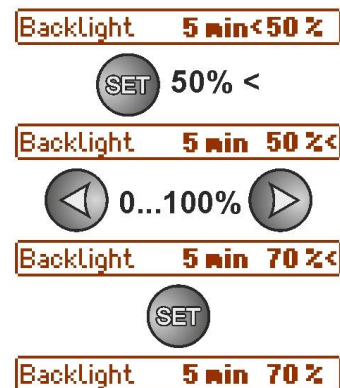 Backlight 5 min<50 %
SET 50% <
Backlight 5 min 50 %<
0...100%
Backlight 5 min 70 %<
SET
Backlight 5 min 70 %